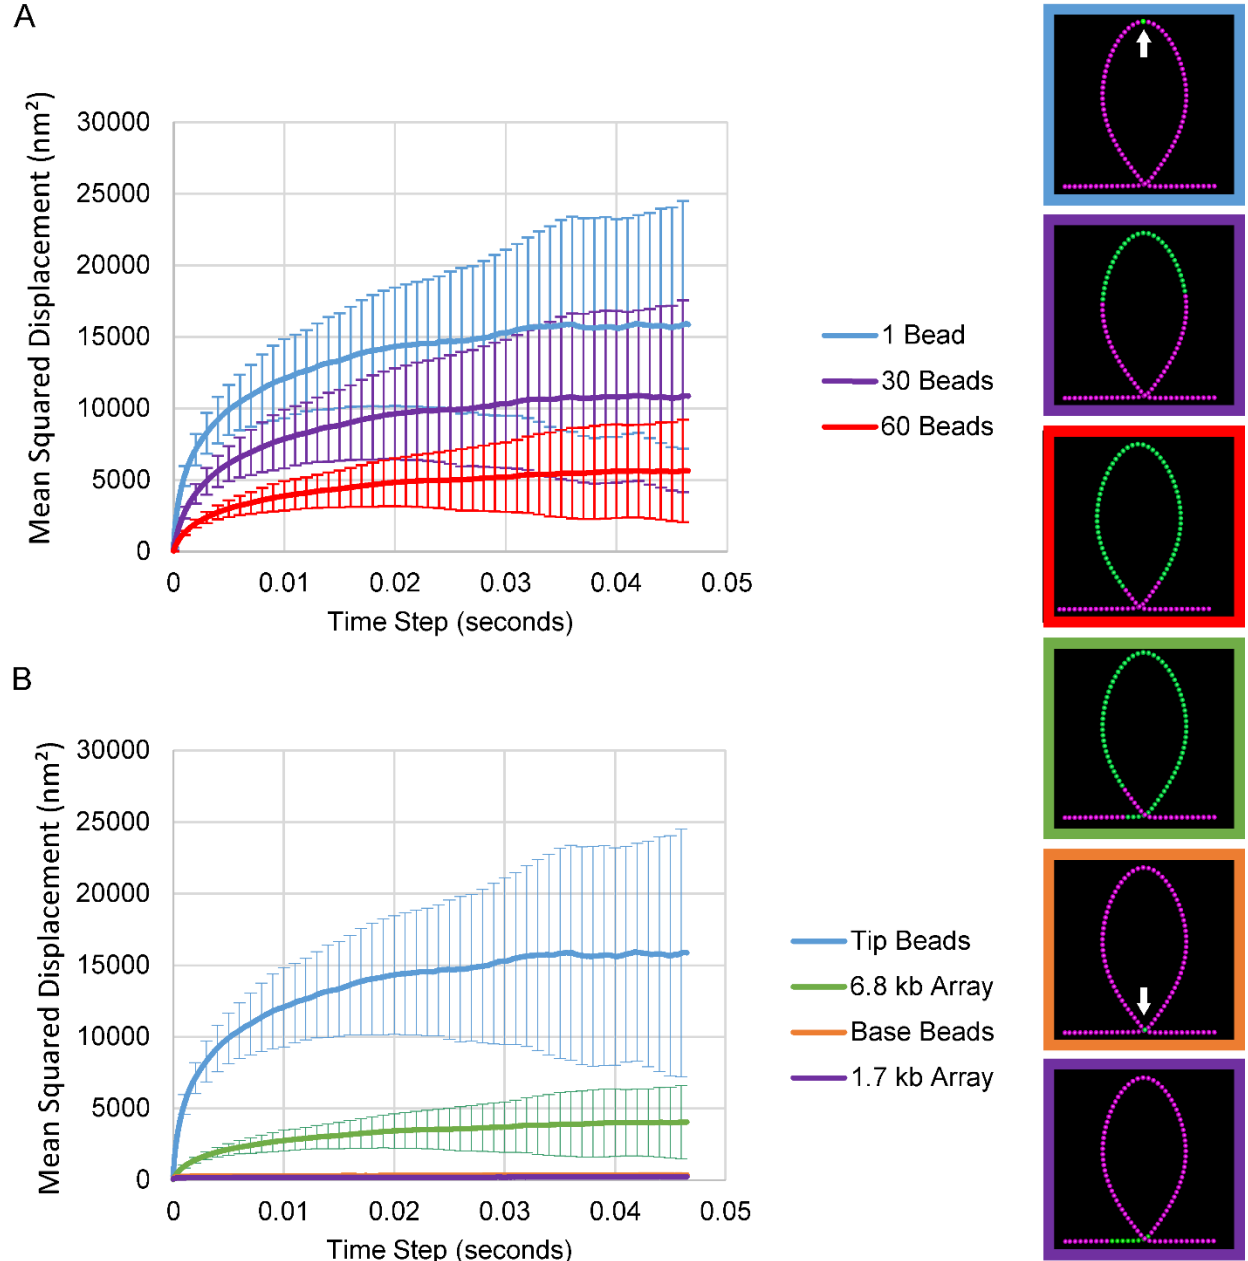 A
Mean Squared Displacement (nm²)
30000
25000
20000
15000
10000
5000
0
0 0.01 0.02 0.03 0.04 0.05
Time Step (seconds)
1 Bead
30 Beads
60 Beads
B
Mean Squared Displacement (nm²)
30000
25000
20000
15000
10000
5000
0
0 0.01 0.02 0.03 0.04 0.05
Time Step (seconds)
Tip Beads
6.8 kb Array
Base Beads
1.7 kb Array